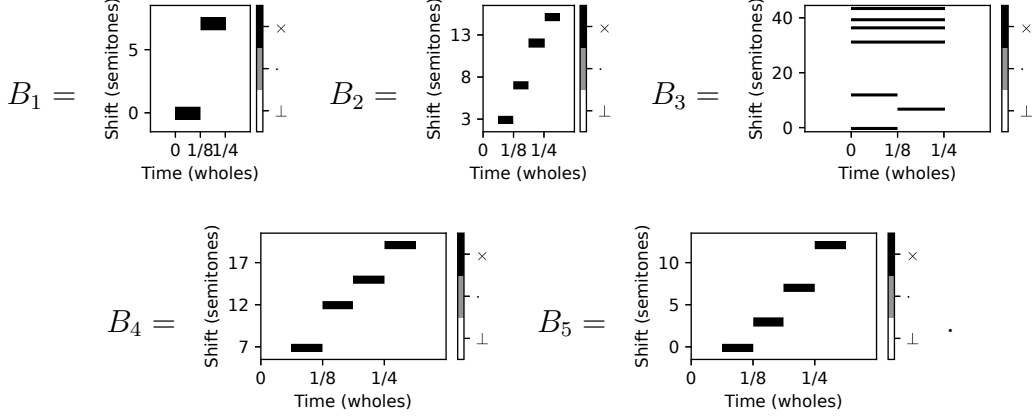 B₁ =
Shift (semitones)
5
0
0 1/8 1/4
Time (wholes)
×
·
⊥
B₂ =
Shift (semitones)
13
8
3
0 1/8 1/4
Time (wholes)
×
·
⊥
B₃ =
Shift (semitones)
40
20
0
0 1/8 1/4
Time (wholes)
×
·
⊥
B₄ =
Shift (semitones)
17
12
7
0 1/8 1/4
Time (wholes)
×
·
⊥
B₅ =
Shift (semitones)
10
5
0
0 1/8 1/4
Time (wholes)
×
·
⊥
.